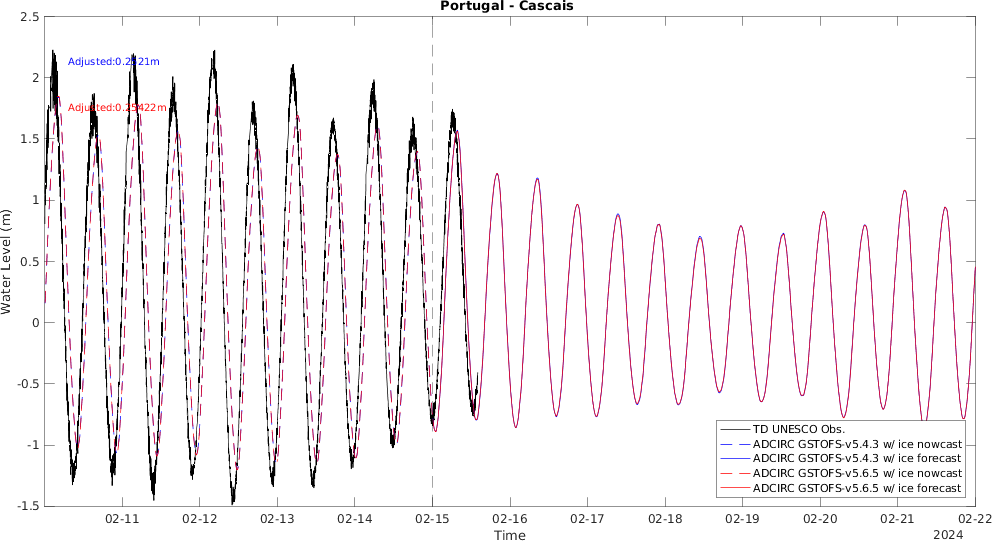 Portugal - Cascais
2.5
2
1.5
1
0.5
0
-0.5
-1
-1.5
Water Level (m)
Adjusted:0.2521m
Adjusted:0.25422m
TD UNESCO Obs.
ADCIRC GSTOFS-v5.4.3 w/ ice nowcast
ADCIRC GSTOFS-v5.4.3 w/ ice forecast
ADCIRC GSTOFS-v5.6.5 w/ ice nowcast
ADCIRC GSTOFS-v5.6.5 w/ ice forecast
02-11 02-12 02-13 02-14 02-15 02-16 02-17 02-18 02-19 02-20 02-21 02-22
Time
2024